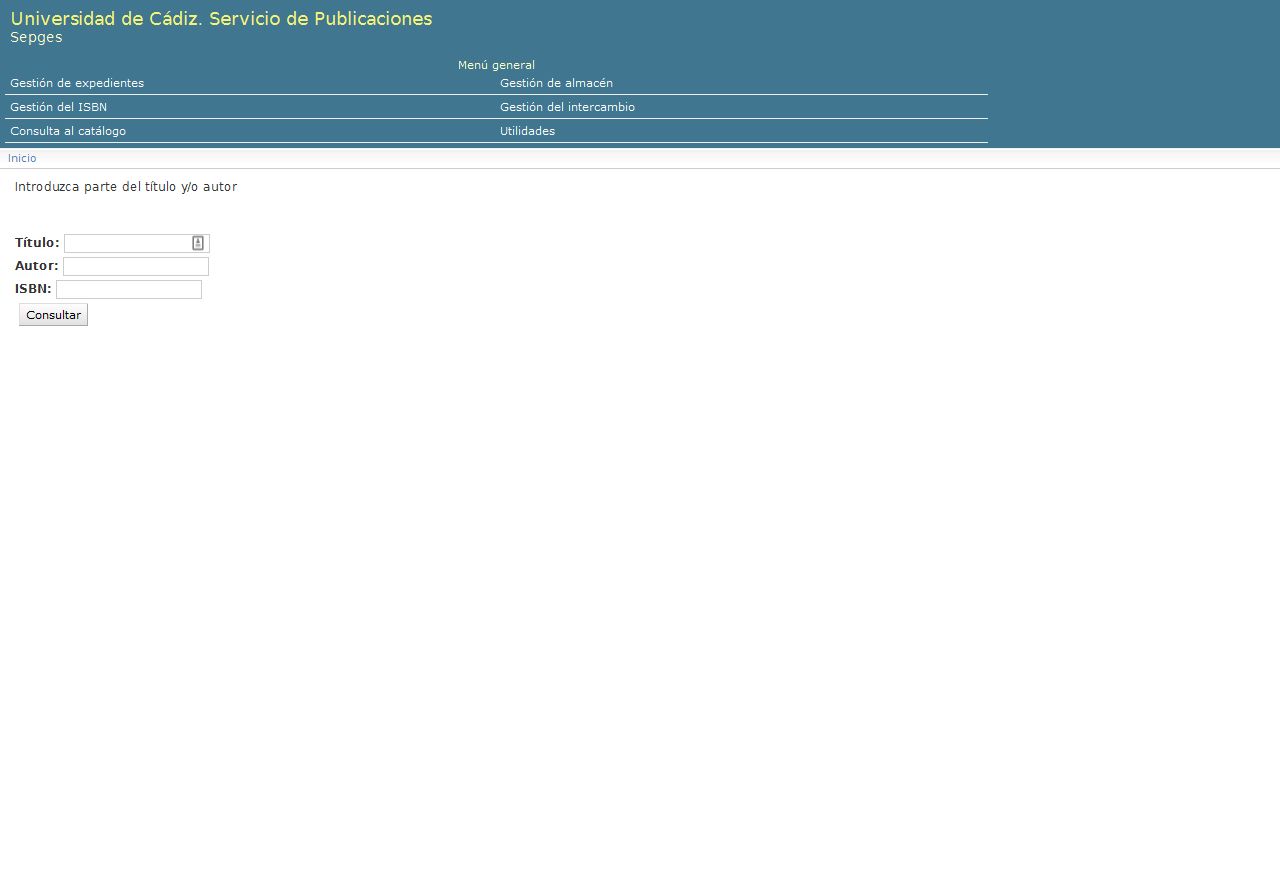 Universidad de Cádiz. Servicio de Publicaciones
Sepges
Menú general
Gestión de expedientes Gestión de almacén
Gestión del ISBN Gestión del intercambio
Consulta al catálogo Utilidades
Inicio
Introduzca parte del título y/o autor
Título:
Autor:
ISBN:
Consultar